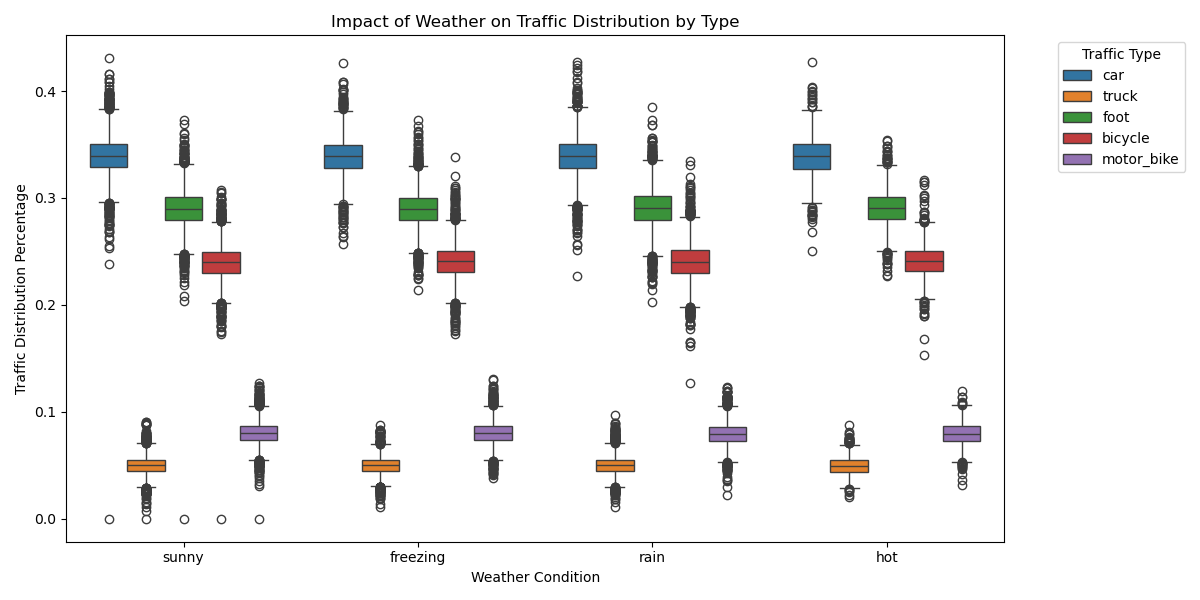 Impact of Weather on Traffic Distribution by Type
Traffic Distribution Percentage
0.4
0.3
0.2
0.1
0.0
sunny
freezing
rain
hot
Weather Condition
Traffic Type
car
truck
foot
bicycle
motor_bike